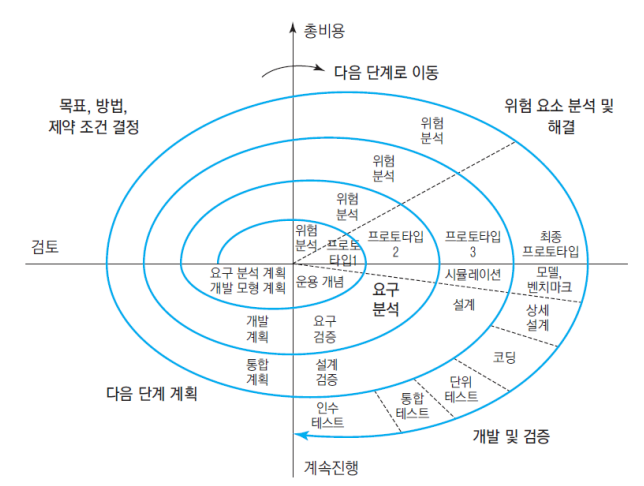 총비용
다음 단계로 이동
목표, 방법,
제약 조건 결정
위험 요소 분석 및
해결
위험
분석
위험
분석
위험
분석
위험
분석
프로토
타입1
프로토타입
2
프로토타입
3
최종
프로토타입
검토
요구 분석 계획
개발 모형 계획
운용 개념
요구
분석
시뮬레이션
모델,
벤치마크
설계
상세
설계
개발
계획
요구
검증
코딩
통합
계획
설계
검증
단위
테스트
통합
테스트
인수
테스트
다음 단계 계획
개발 및 검증
계속진행